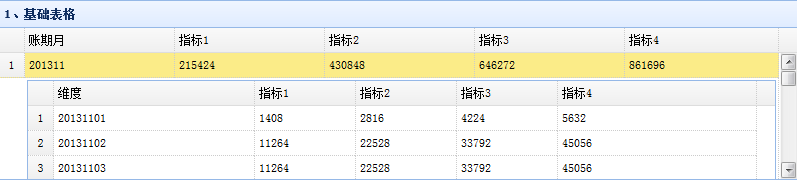 1、基础表格
账期月 指标1 指标2 指标3 指标4
1 201311 215424 430848 646272 861696
维度 指标1 指标2 指标3 指标4
1 20131101 1408 2816 4224 5632
2 20131102 11264 22528 33792 45056
3 20131103 11264 22528 33792 45056